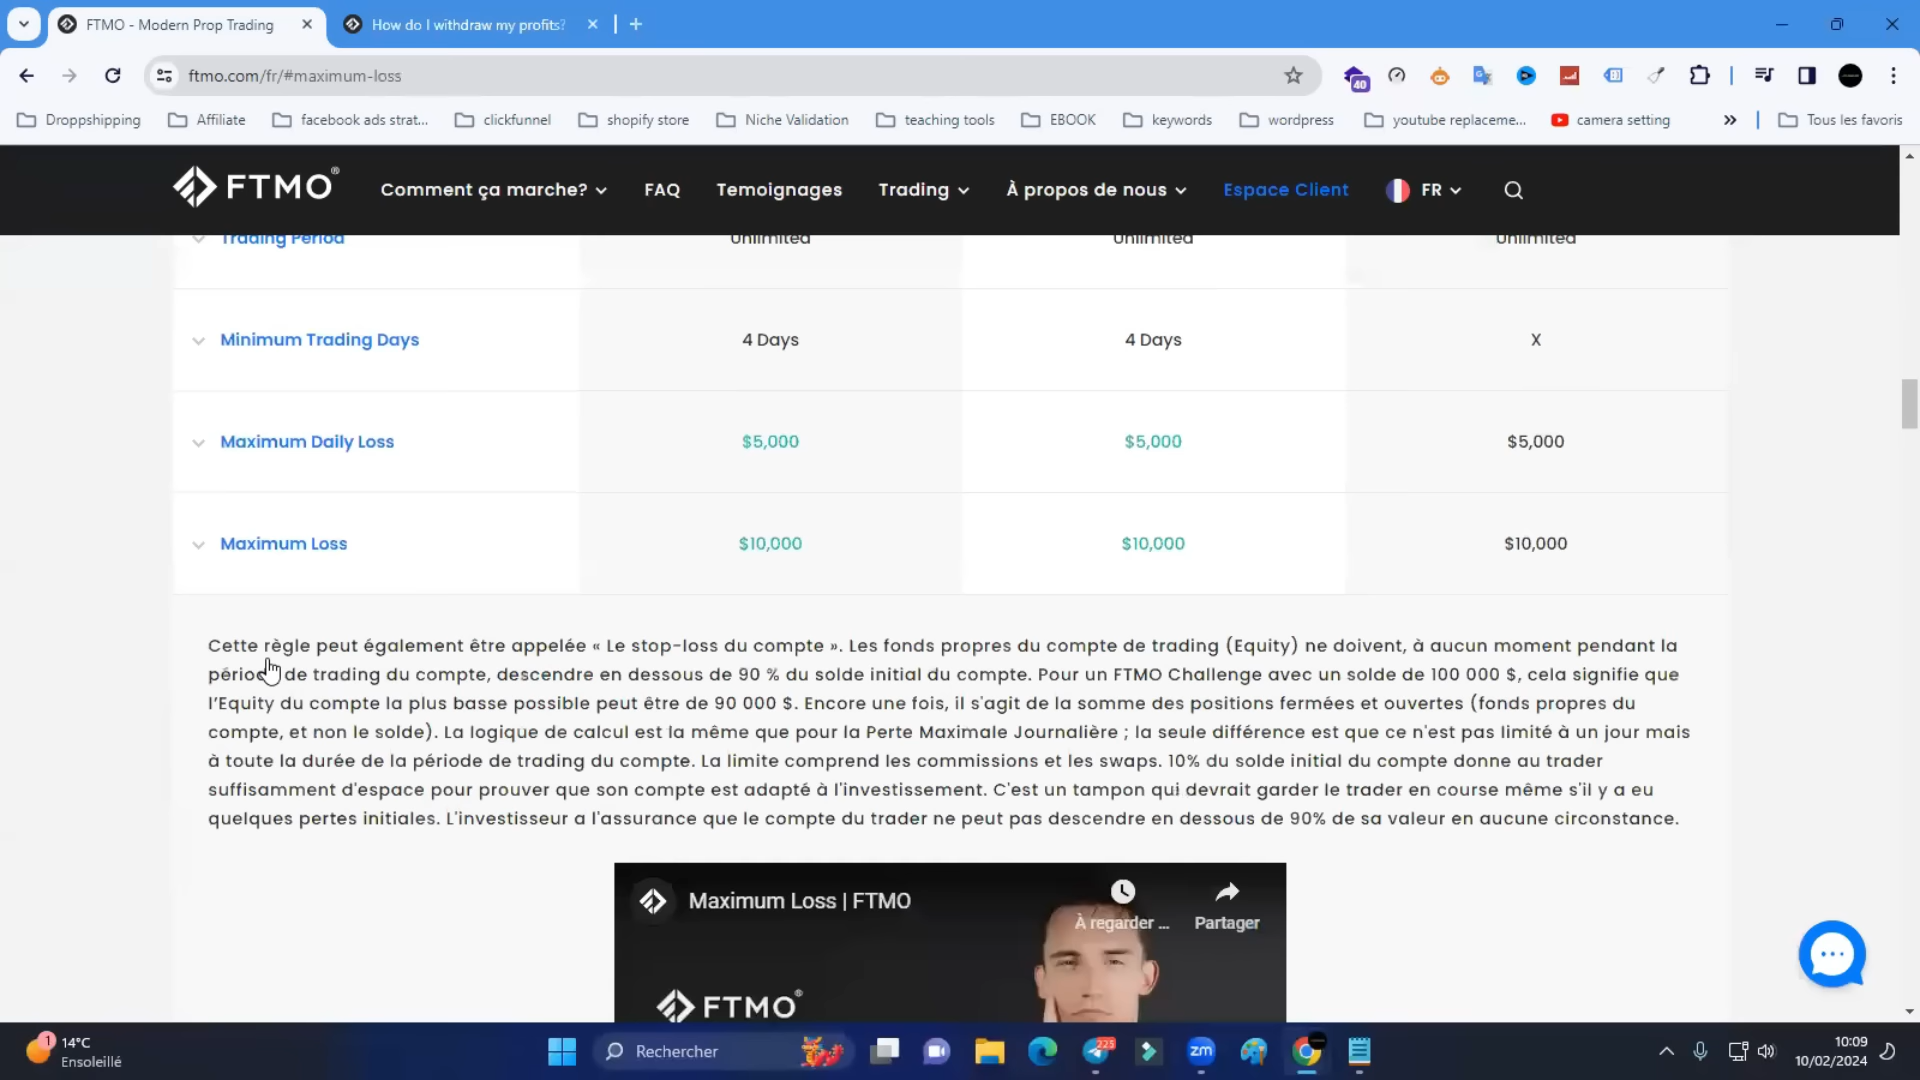 FTMO - Modern Prop Trading
How do I withdraw my profits?
ftmo.com/fr/#maximum-loss
40
Droppshipping
Affiliate
facebook ads strat...
clickfunnel
shopify store
Niche Validation
teaching tools
EBOOK
keywords
wordpress
youtube replaceme...
camera setting
Tous les favoris
FTMO®
Comment ça marche?
FAQ
Temoignages
Trading
À propos de nous
Espace Client
FR
Trading Period Unlimited Unlimited Unlimited
Minimum Trading Days 4 Days 4 Days X
Maximum Daily Loss $5,000 $5,000 $5,000
Maximum Loss $10,000 $10,000 $10,000
Cette règle peut également être appelée « Le stop-loss du compte ». Les fonds propres du compte de trading (Equity) ne doivent, à aucun moment pendant la
de trading du compte, descendre en dessous de 90 % du solde initial du compte. Pour un FTMO Challenge avec un solde de 100 000 $, cela signifie que
l’Equity du compte la plus basse possible peut être de 90 000 $. Encore une fois, il s'agit de la somme des positions fermées et ouvertes (fonds propres du
compte, et non le solde). La logique de calcul est la même que pour la Perte Maximale Journalière ; la seule différence est que ce n'est pas limité à un jour mais
à toute la durée de la période de trading du compte. La limite comprend les commissions et les swaps. 10% du solde initial du compte donne au trader
suffisamment d'espace pour prouver que son compte est adapté à l'investissement. C'est un tampon qui devrait garder le trader en course même s'il y a eu
quelques pertes initiales. L'investisseur a l'assurance que le compte du trader ne peut pas descendre en dessous de 90% de sa valeur en aucune circonstance.
Maximum Loss | FTMO
À regarder ...
Partager
FTMO®
1
14°C
Ensoleillé
Rechercher
225
zm
10:09
10/02/2024